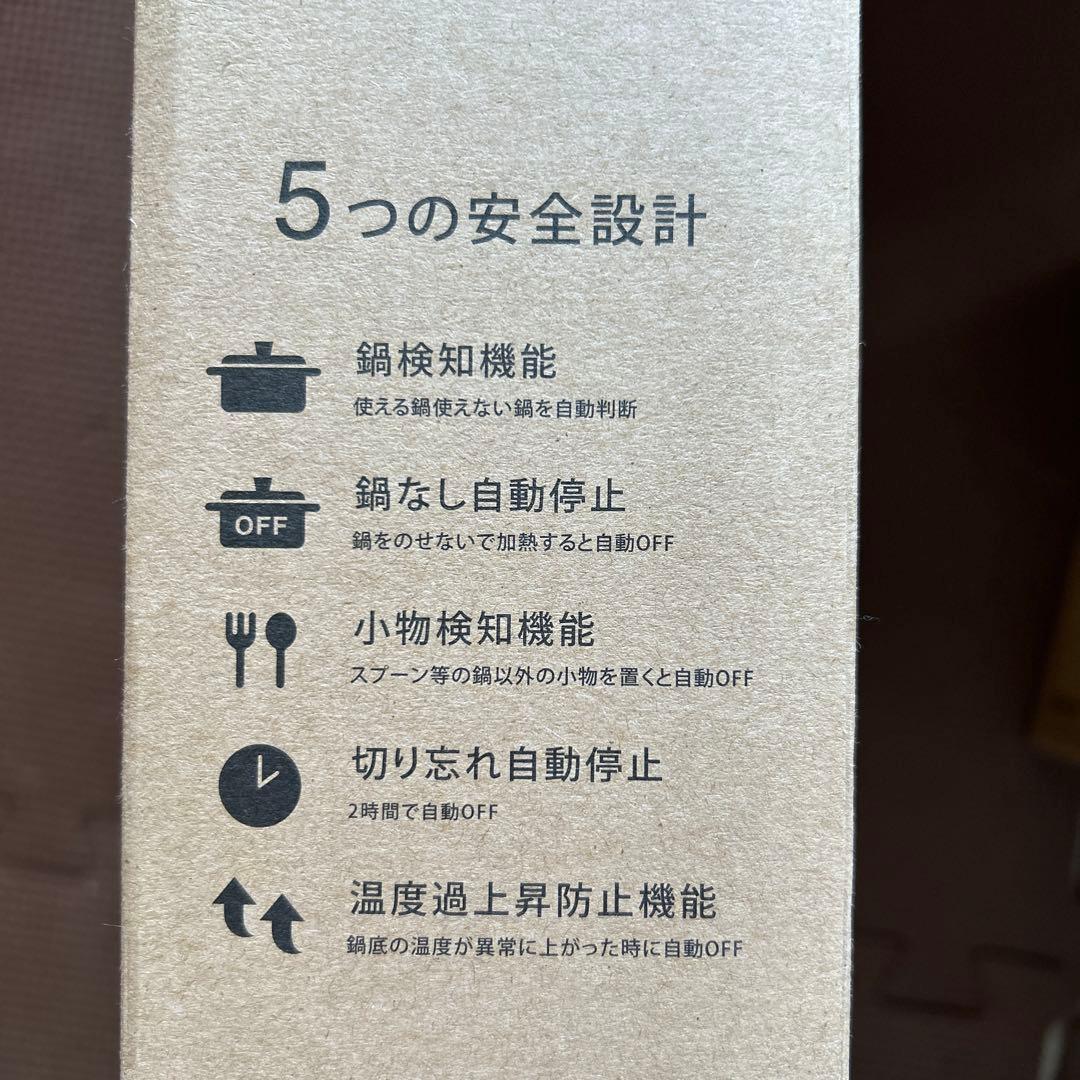 5つの安全設計
鍋検知機能
使える鍋使えない鍋を自動判断
鍋なし自動停止
OFF
鍋をのせないで加熱すると自動OFF
小物検知機能
スプーン等の鍋以外の小物を置くと自動OFF
切り忘れ自動停止
2時間で自動OFF
温度過上昇防止機能
鍋底の温度が異常に上がった時に自動OFF